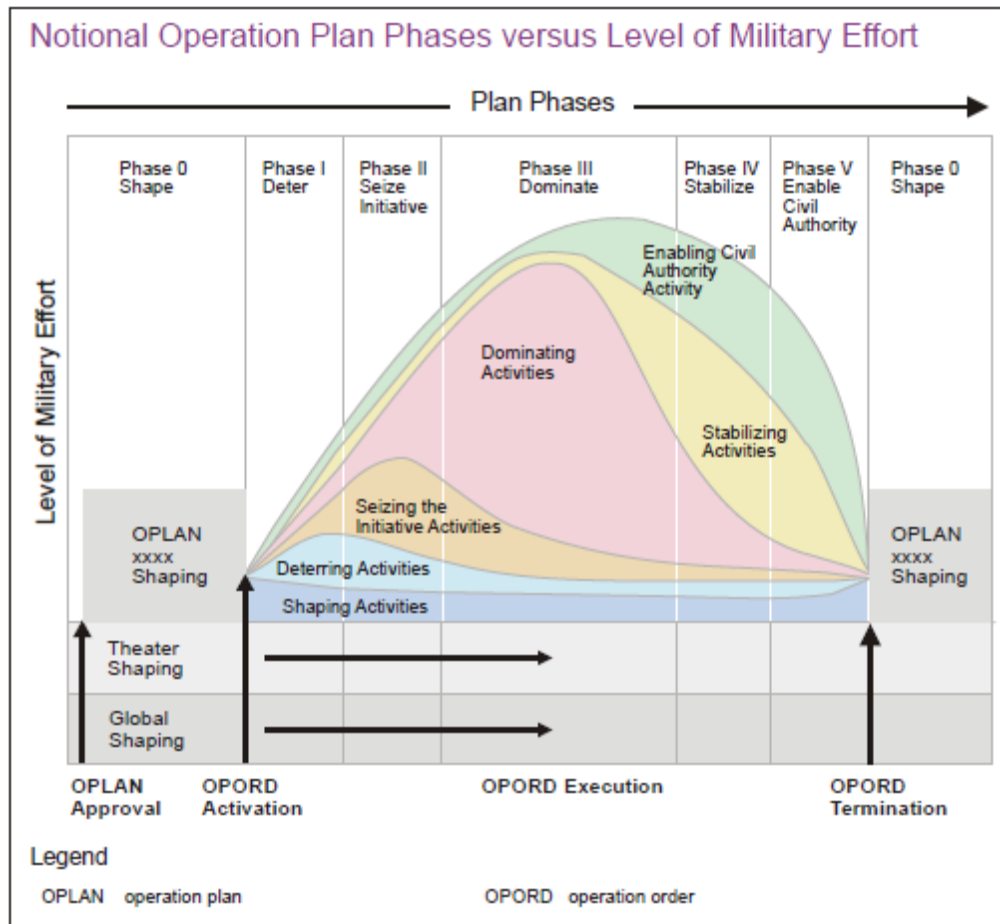 Notional Operation Plan Phases versus Level of Military Effort
Plan Phases
Phase 0
Shape
Phase I
Deter
Phase II
Seize
Initiative
Phase III
Dominate
Phase IV
Stabilize
Phase V
Enable
Civil
Authority
Phase 0
Shape
Level of Military Effort
Enabling Civil
Authority
Activity
Dominating
Activities
Stabilizing
Activities
Seizing the
Initiative Activities
Deterring Activities
Shaping Activities
OPLAN
xxxx
Shaping
OPLAN
xxxx
Shaping
Theater
Shaping
Global
Shaping
OPLAN
Approval
OPORD
Activation
OPORD Execution
OPORD
Termination
Legend
OPLAN operation plan
OPORD operation order